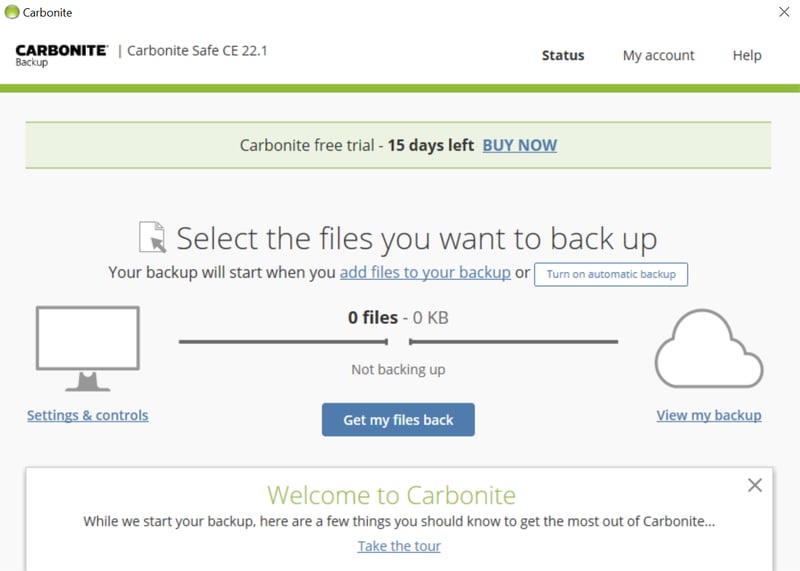 Carbonite
CARBONITE® | Carbonite Safe CE 22.1
Backup
Status My account Help
Carbonite free trial - 15 days left BUY NOW
Select the files you want to back up
Your backup will start when you add files to your backup or Turn on automatic backup
0 files - 0 KB
Not backing up
Settings & controls
Get my files back
View my backup
Welcome to Carbonite
While we start your backup, here are a few things you should know to get the most out of Carbonite...
Take the tour